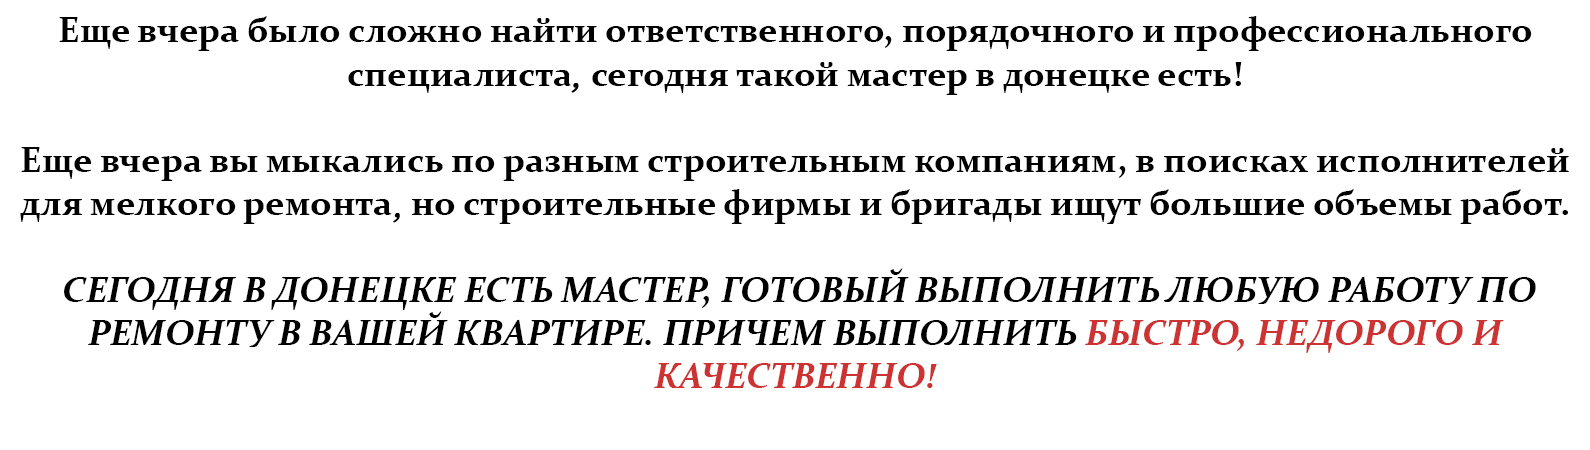 Еще вчера было сложно найти ответственного, порядочного и профессионального
специалиста, сегодня такой мастер в донецке есть!
Еще вчера вы мыкались по разным строительным компаниям, в поисках исполнителей
для мелкого ремонта, но строительные фирмы и бригады ищут большие объемы работ.
СЕГОДНЯ В ДОНЕЦКЕ ЕСТЬ МАСТЕР, ГОТОВЫЙ ВЫПОЛНИТЬ ЛЮБУЮ РАБОТУ ПО
РЕМОНТУ В ВАШЕЙ КВАРТИРЕ. ПРИЧЕМ ВЫПОЛНИТЬ БЫСТРО, НЕДОРОГО И
КАЧЕСТВЕННО!